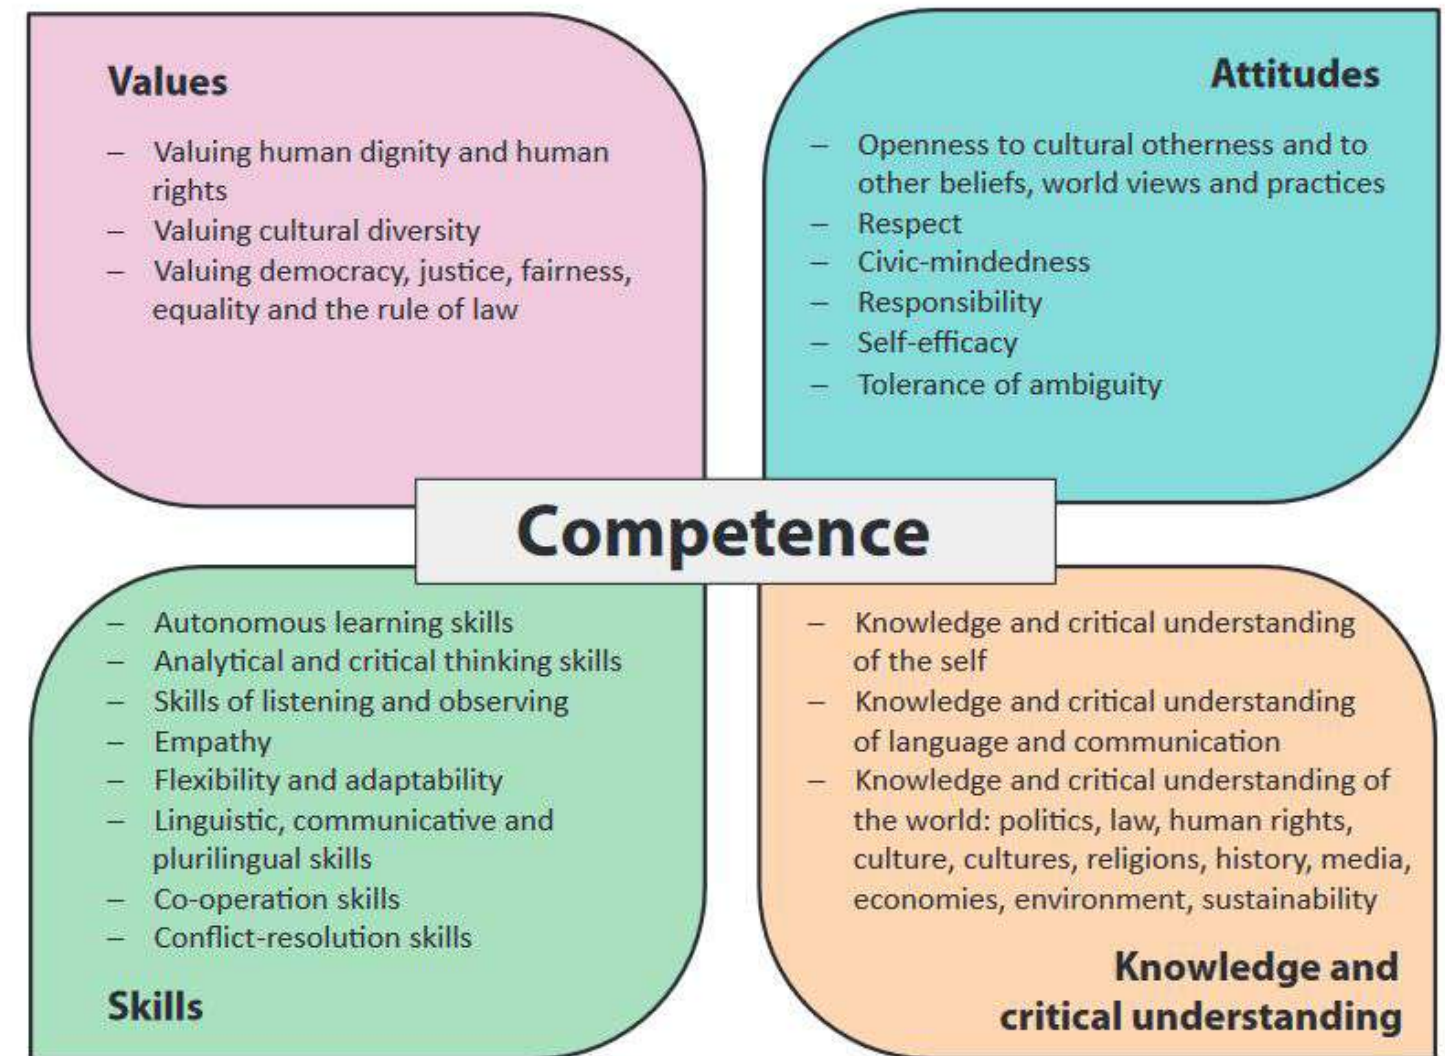 Values
– Valuing human dignity and human
rights
– Valuing cultural diversity
– Valuing democracy, justice, fairness,
equality and the rule of law
Attitudes
– Openness to cultural otherness and to
other beliefs, world views and practices
– Respect
– Civic-mindedness
– Responsibility
– Self-efficacy
– Tolerance of ambiguity
Competence
– Autonomous learning skills
– Analytical and critical thinking skills
– Skills of listening and observing
– Empathy
– Flexibility and adaptability
– Linguistic, communicative and
plurilingual skills
– Co-operation skills
– Conflict-resolution skills
Skills
– Knowledge and critical understanding
of the self
– Knowledge and critical understanding
of language and communication
– Knowledge and critical understanding of
the world: politics, law, human rights,
culture, cultures, religions, history, media,
economies, environment, sustainability
Knowledge and
critical understanding